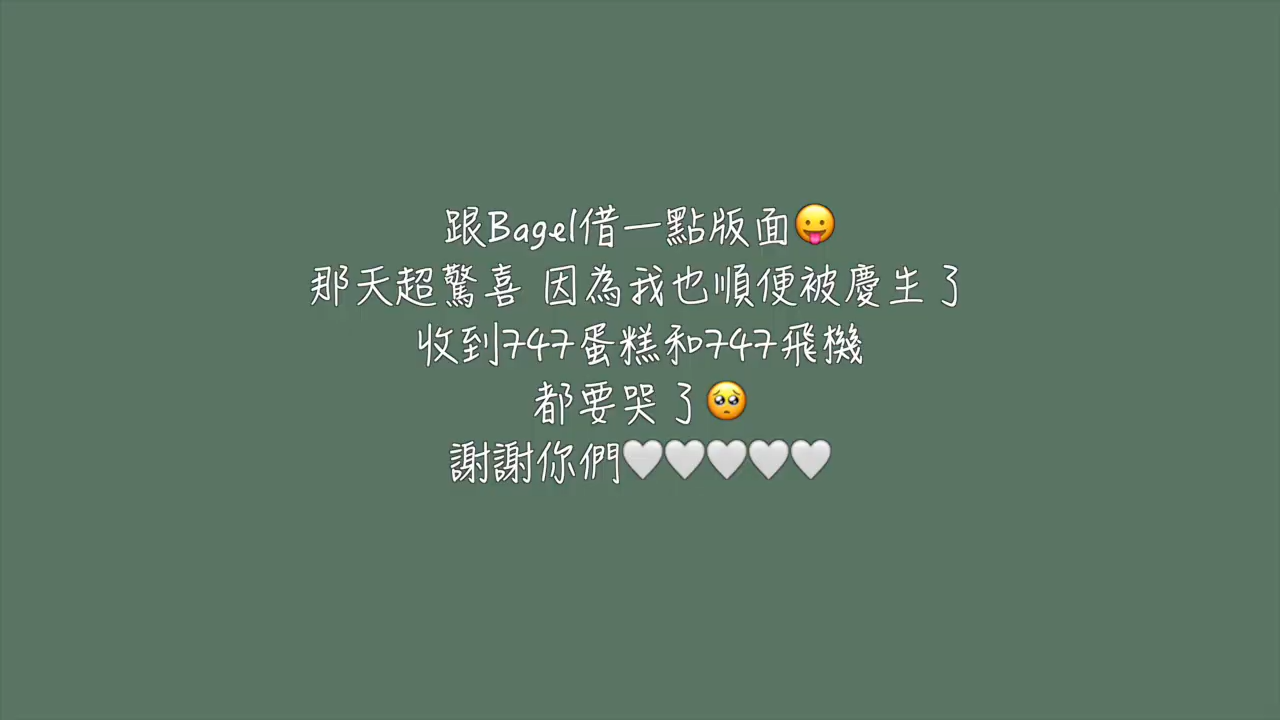 跟Bagel借一點版面😛
那天超驚喜 因為我也順便被慶生了
收到747蛋糕和747飛機
都要哭了🥺
謝謝你們🤍🤍🤍🤍🤍